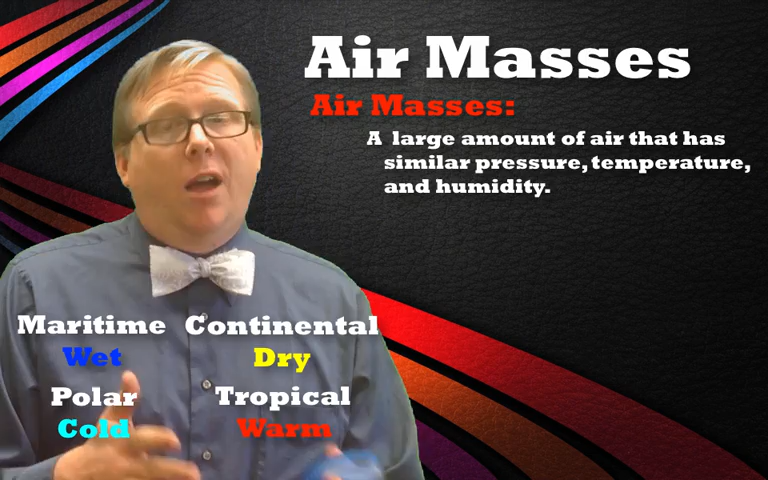 Air Masses
Air Masses:
A large amount of air that has
similar pressure, temperature,
and humidity.
Maritime Continental
Wet Dry
Polar Tropical
Cold Warm